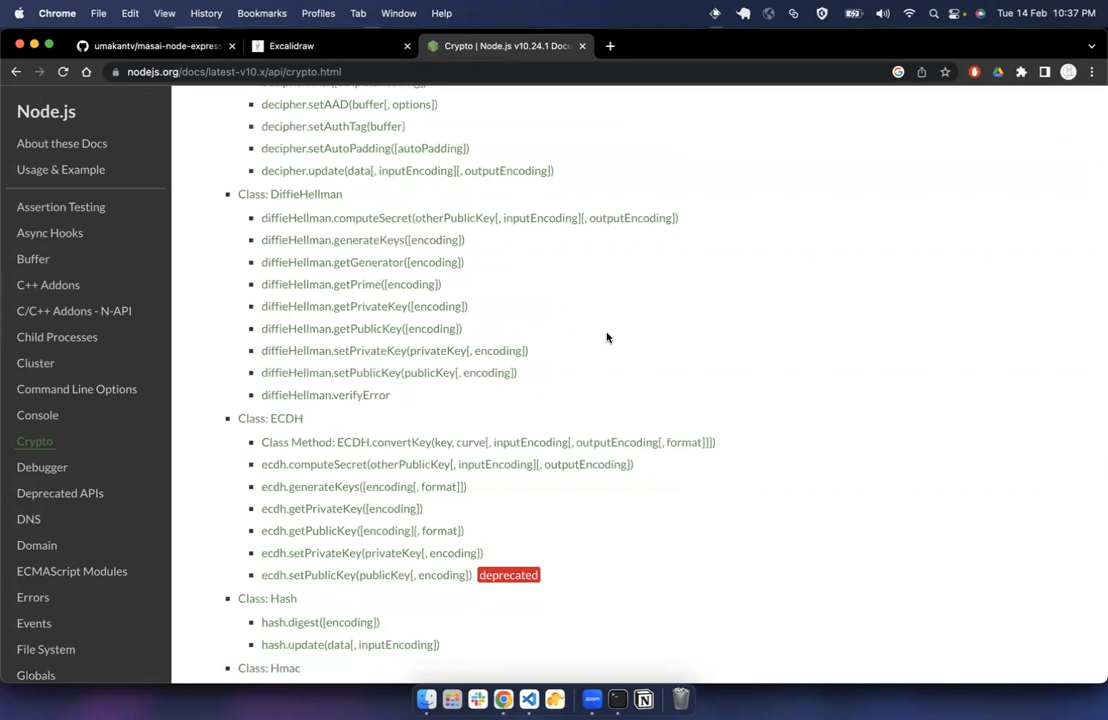 Chrome File Edit View History Bookmarks Profiles Tab Window Help Tue 14 Feb 10:37 PM
umakantv/masai-node-express Excalidraw Crypto | Node.js v10.24.1 Docu
nodejs.org/docs/latest-v10.x/api/crypto.html
Node.js
About these Docs
Usage & Example
Assertion Testing
Async Hooks
Buffer
C++ Addons
C/C++ Addons - N-API
Child Processes
Cluster
Command Line Options
Console
Crypto
Debugger
Deprecated APIs
DNS
Domain
ECMAScript Modules
Errors
Events
File System
Globals
decipher.setAAD(buffer[, options])
decipher.setAuthTag(buffer)
decipher.setAutoPadding([autoPadding])
decipher.update(data[, inputEncoding][, outputEncoding])
Class: DiffieHellman
diffieHellman.computeSecret(otherPublicKey[, inputEncoding][, outputEncoding])
diffieHellman.generateKeys([encoding])
diffieHellman.getGenerator([encoding])
diffieHellman.getPrime([encoding])
diffieHellman.getPrivateKey([encoding])
diffieHellman.getPublicKey([encoding])
diffieHellman.setPrivateKey(privateKey[, encoding])
diffieHellman.setPublicKey(publicKey[, encoding])
diffieHellman.verifyError
Class: ECDH
Class Method: ECDH.convertKey(key, curve[, inputEncoding[, outputEncoding[, format]]])
ecdh.computeSecret(otherPublicKey[, inputEncoding][, outputEncoding])
ecdh.generateKeys([encoding[, format]])
ecdh.getPrivateKey([encoding])
ecdh.getPublicKey([encoding][, format)
ecdh.setPrivateKey(privateKey[, encoding])
ecdh.setPublicKey(publicKey[, encoding]) deprecated
Class: Hash
hash.digest([encoding])
hash.update(data[, inputEncoding])
Class: Hmac
zoom